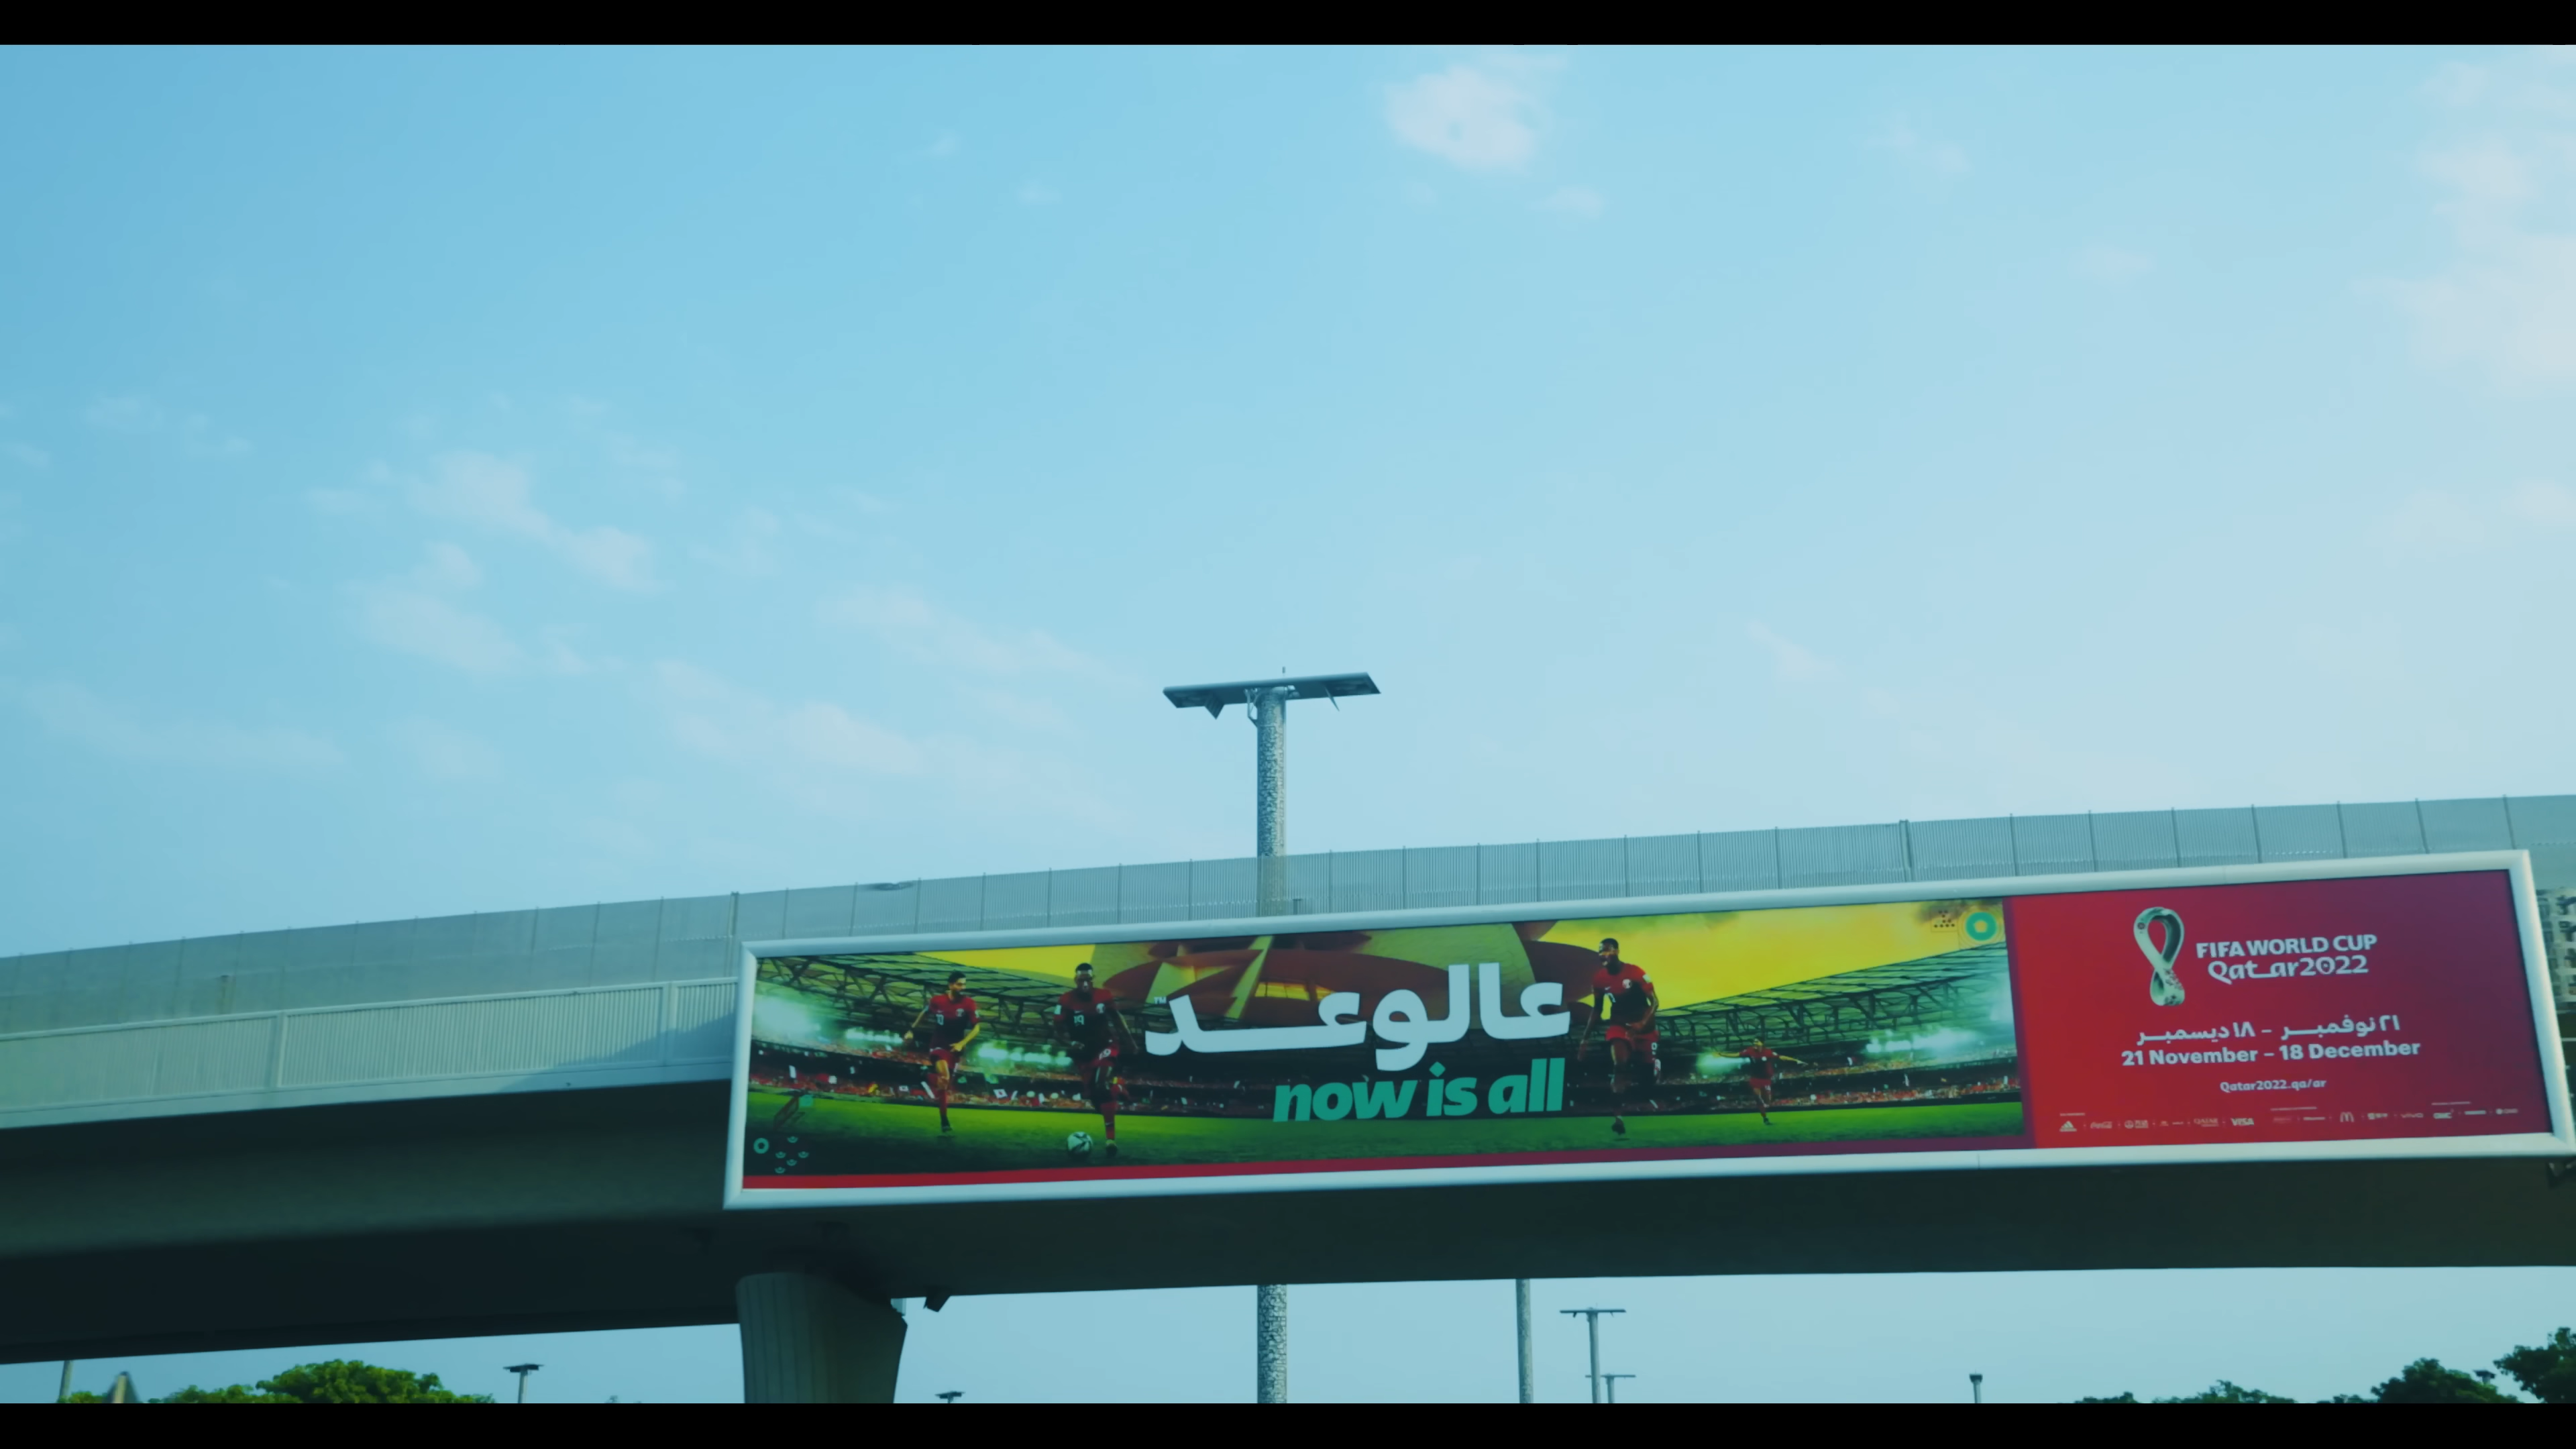 عالوعد
now is all
FIFA WORLD CUP
Qatar2022
٢١ نوفمبر - ١٨ ديسمبر
21 November - 18 December
Qatar2022.qa/ar
VISA